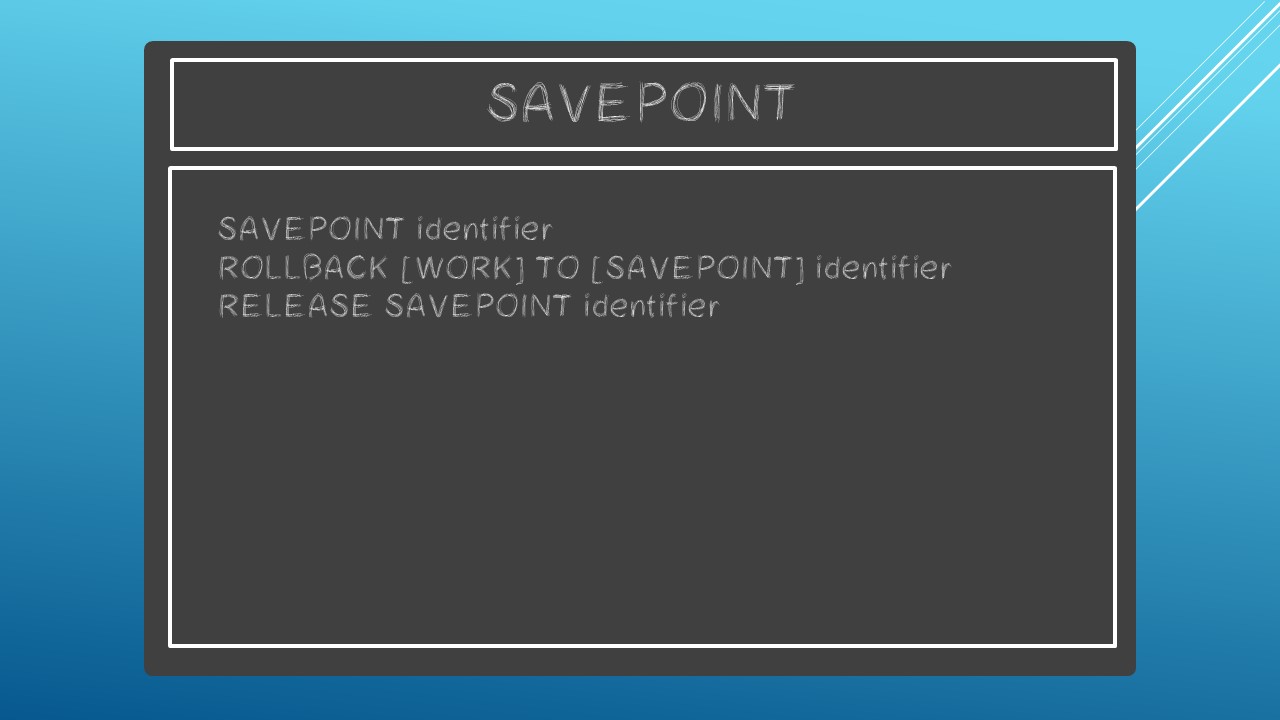 SAVEPOINT
SAVEPOINT identifier
ROLLBACK [WORK] TO [SAVEPOINT] identifier
RELEASE SAVEPOINT identifier